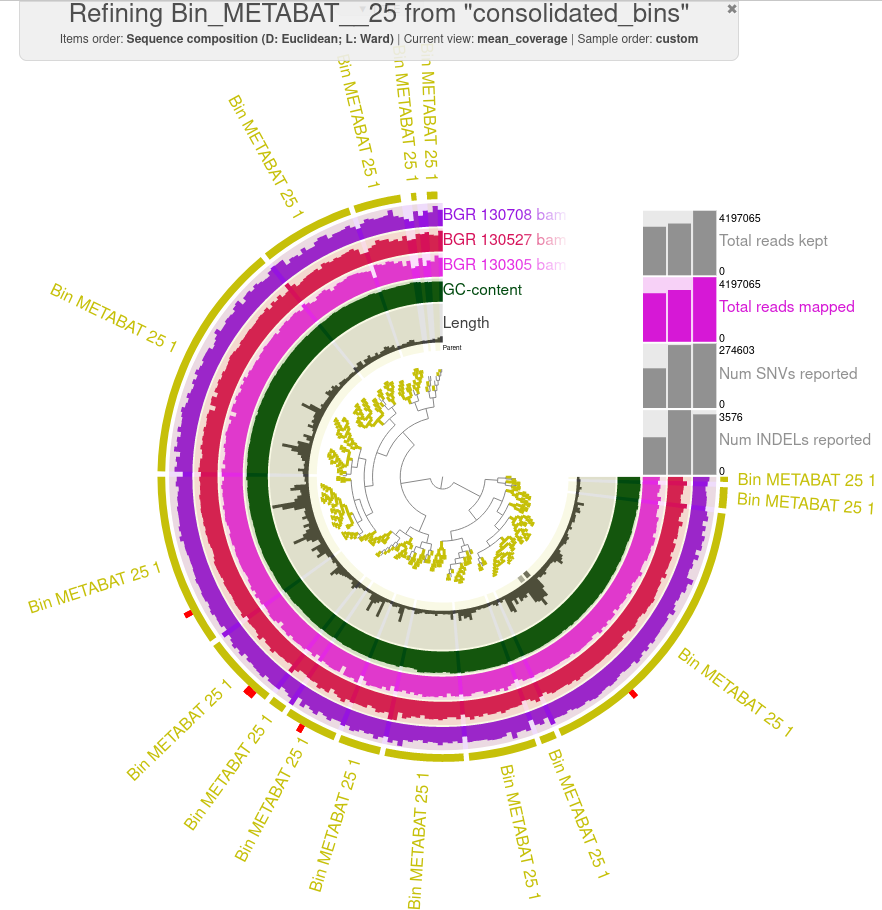 Refining Bin_METABAT__25 from "consolidated_bins"
Items order: Sequence composition (D: Euclidean; L: Ward) | Current view: mean_coverage | Sample order: custom
Bin METABAT 25 1
Bin METABAT 25 1
Bin METABAT 25 1
Bin METABAT 25 1
Bin METABAT 25 1
BGR 130708 bam
BGR 130527 bam
BGR 130305 bam
GC-content
Length
Parent
4197065
Total reads kept
0
4197065
Total reads mapped
0
274603
Num SNVs reported
0
3576
Num INDELs reported
0
Bin METABAT 25 1
Bin METABAT 25 1
Bin METABAT 25 1
Bin METABAT 25 1
Bin METABAT 25 1
Bin METABAT 25 1
Bin METABAT 25 1
Bin METABAT 25 1
Bin METABAT 25 1
Bin METABAT 25 1
Bin METABAT 25 1